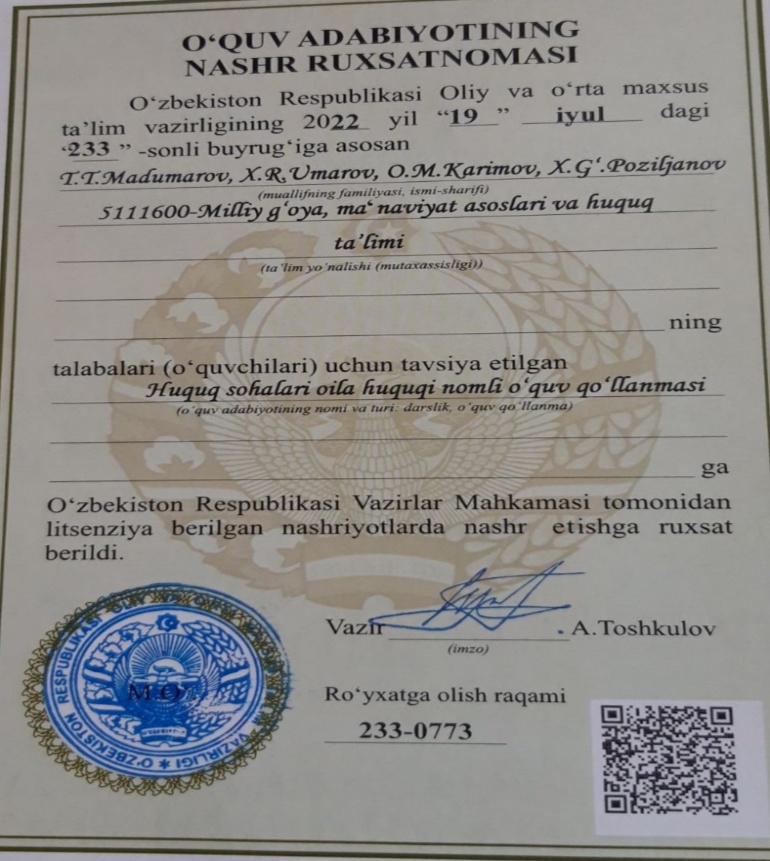 O‘QUV ADABIYOTINING
NASHR RUXSATNOMASI
O‘zbekiston Respublikasi Oliy va o‘rta maxsus
ta’lim vazirligining 2022 yil “19 ” iyul dagi
‘233 ” -sonli buyrug‘iga asosan
T.T.Madumarov, X.R.Umarov, O.M.Karimov, X.G‘.Poziljanov
(muallifning familiyasi, ismi-sharifi)
5111600-Milliy g‘oya, ma‘naviyat asoslari va huquq
ta’limi
(ta’lim yo‘nalishi (mutaxassisligi))
ning
talabalari (o‘quvchilari) uchun tavsiya etilgan
Huquq sohalari oila huquqi nomli o‘quv qo‘llanmasi
(o‘quv adabiyotining nomi va turi: darslik, o‘quv qo‘llanma)
ga
O‘zbekiston Respublikasi Vazirlar Mahkamasi tomonidan
litsenziya berilgan nashriyotlarda nashr etishga ruxsat
berildi.
Vazir A.Toshkulov
(imzo)
M.O‘
O‘ZBEKISTON RESPUBLIKASI
VAZIRLIGI
Ro‘yxatga olish raqami
233-0773